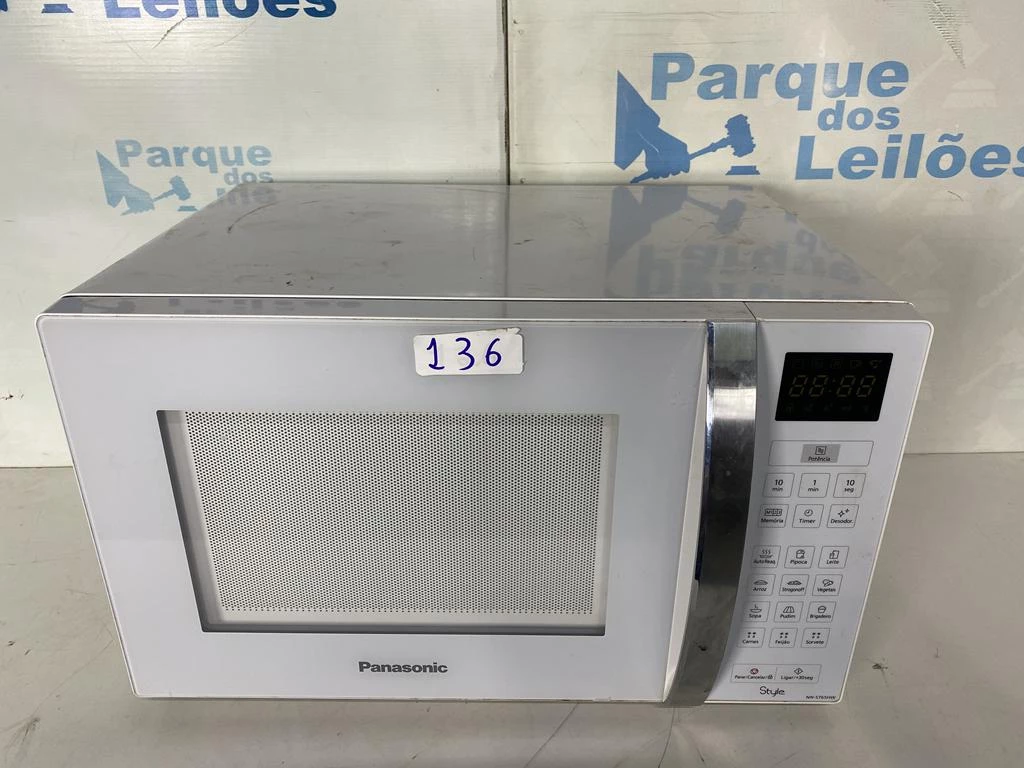 Leilões
Parque
dos
Leilões
Parque
dos
136
88:88
Potência
10 min
1 min
10 seg
Memória
Timer
Desodor.
Auto Reaq.
Pipoca
Leite
Arroz
Strogonoff
Vegetais
Sopa
Pudim
Brigadeiro
Carnes
Feijão
Sorvete
Parar/Cancelar/
Ligar/+30seg
Panasonic
Style
NN-ST65HW